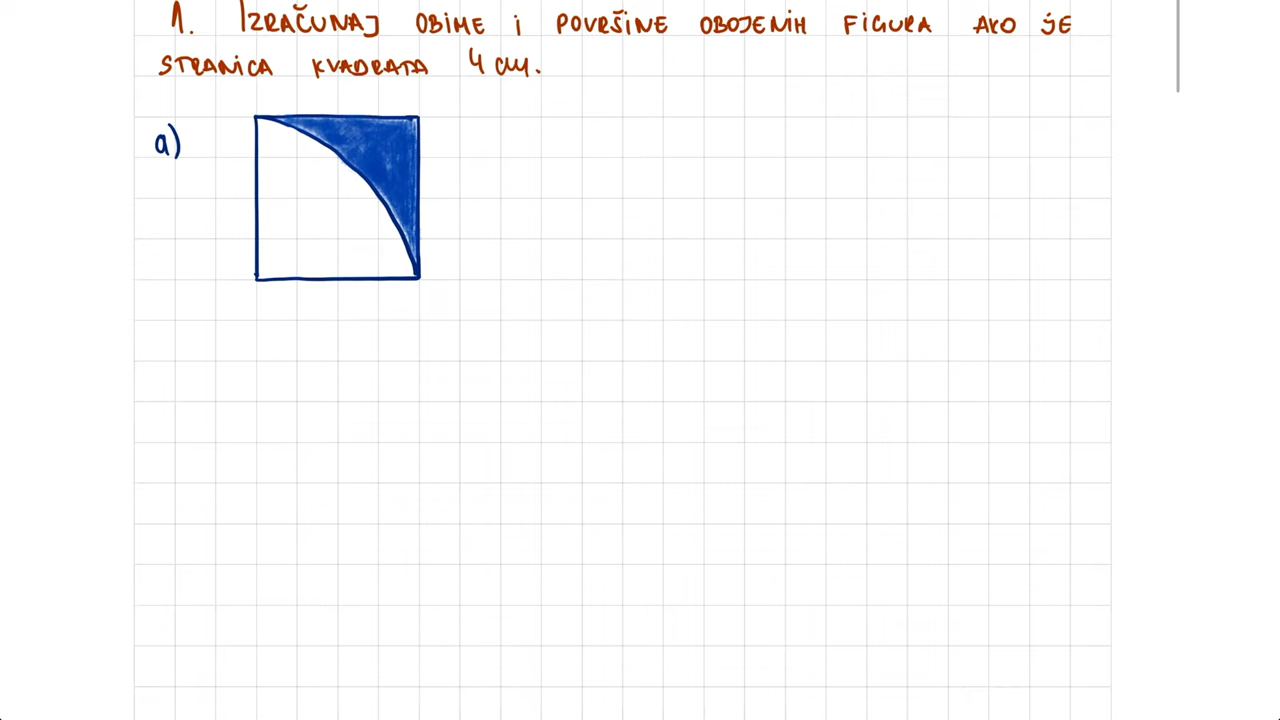 1. IZRAČUNAJ OBIME I POVRŠINE OBOJENIH FIGURA AKO JE
STRANICA KVADRATA 4 cm.
a)